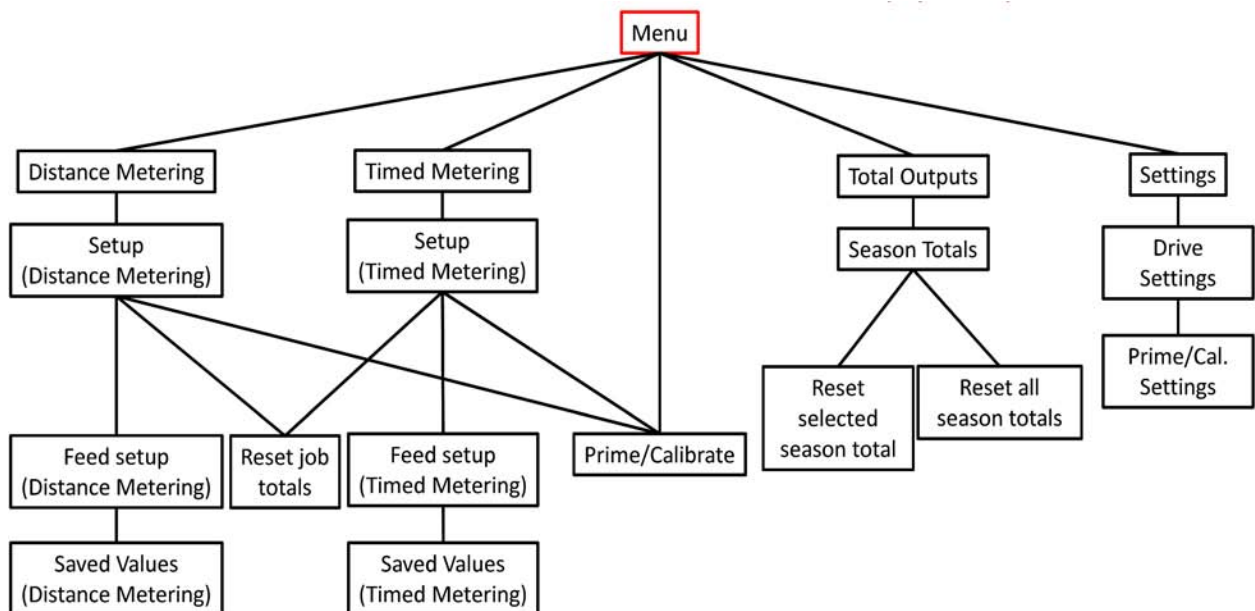 Menu
Distance Metering
Timed Metering
Total Outputs
Settings
Setup
(Distance Metering)
Setup
(Timed Metering)
Season Totals
Drive
Settings
Prime/Cal.
Settings
Reset
selected
season total
Reset all
season totals
Feed setup
(Distance Metering)
Reset job
totals
Feed setup
(Timed Metering)
Prime/Calibrate
Saved Values
(Distance Metering)
Saved Values
(Timed Metering)